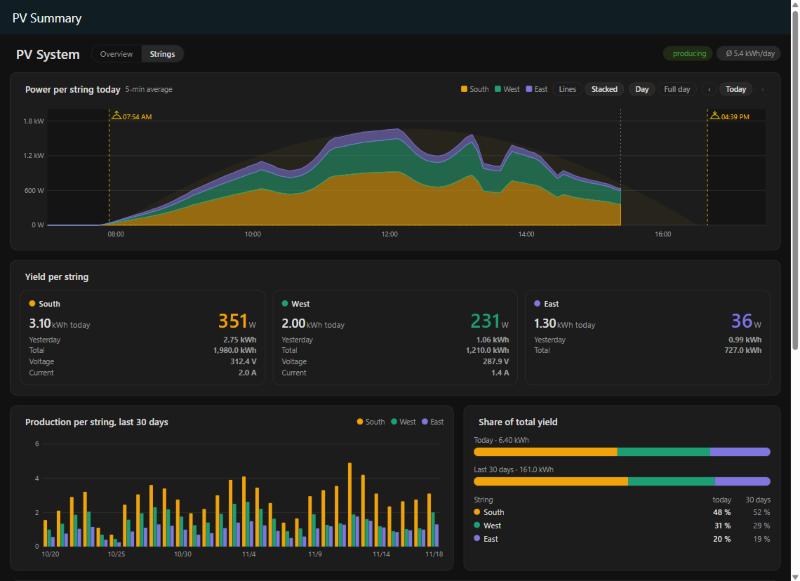 PV Summary
PV System Overview Strings producing Ø 5.4 kWh/day
Power per string today 5-min average South West East Lines Stacked Day Full day ‹ Today ›
07:54 AM 04:39 PM
1.8 kW
1.2 kW
600 W
0 W
08:00 10:00 12:00 14:00 16:00
Yield per string
South
3.10 kWh today 351 W
Yesterday 2.75 kWh
Total 1,980.0 kWh
Voltage 312.4 V
Current 2.0 A
West
2.00 kWh today 231 W
Yesterday 1.06 kWh
Total 1,210.0 kWh
Voltage 287.9 V
Current 1.4 A
East
1.30 kWh today 36 W
Yesterday 0.99 kWh
Total 727.0 kWh
Production per string, last 30 days South West East
6
4
2
0
10/20 10/25 10/30 11/4 11/9 11/14 11/18
Share of total yield
Today - 6.40 kWh
Last 30 days - 161.0 kWh
String today 30 days
South 48 % 52 %
West 31 % 29 %
East 20 % 19 %